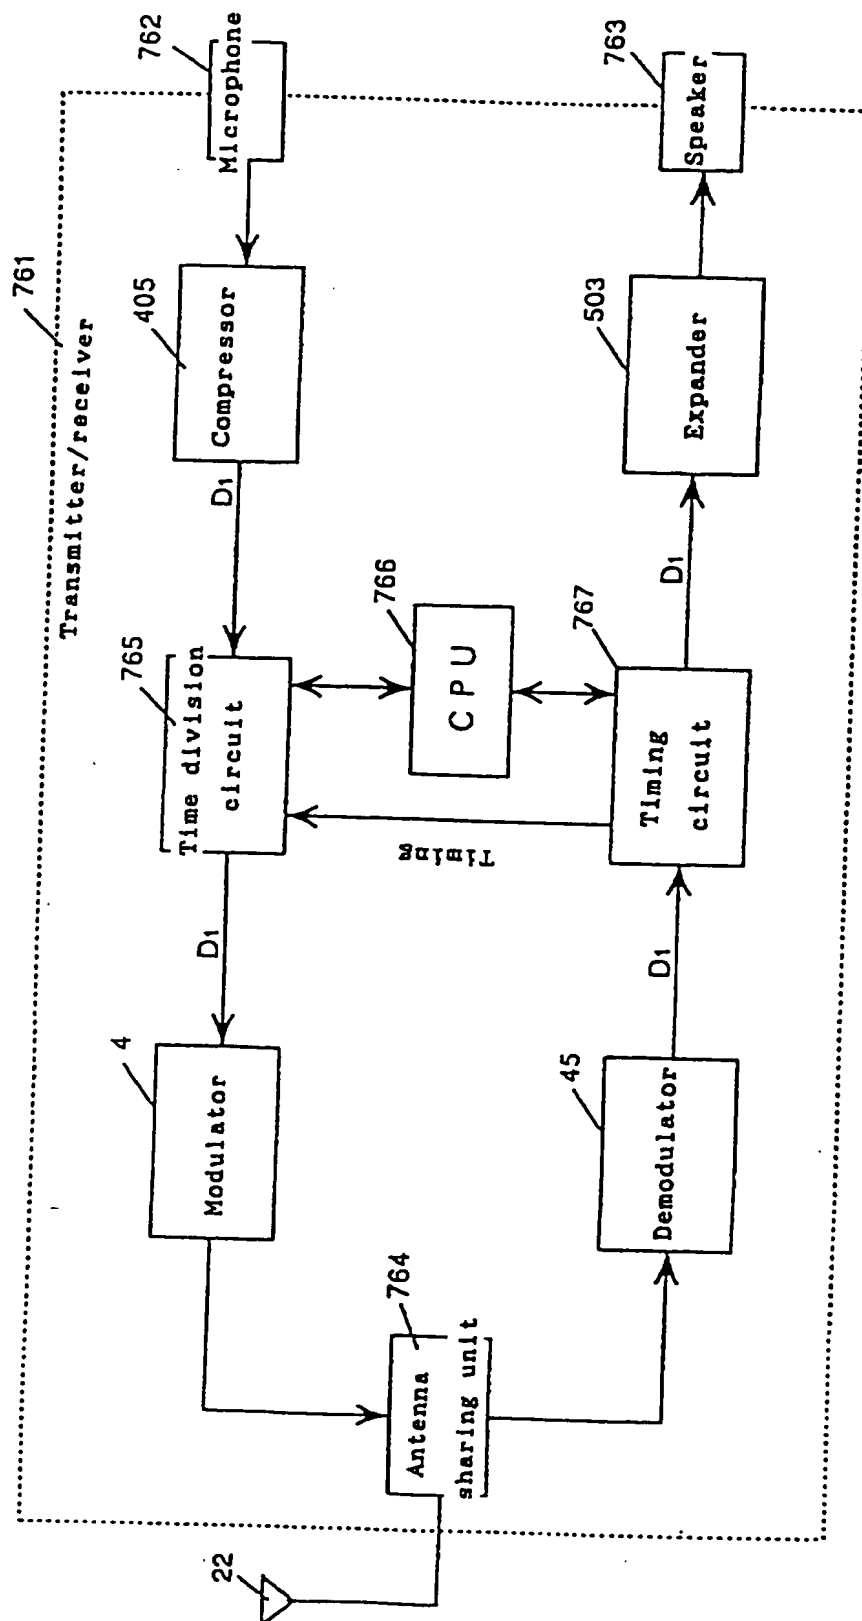 761
Transmitter/receiver
22
764
Antenna
sharing unit
4
Modulator
D1
765
Time division
circuit
D1
405
Compressor
762
Microphone
Timing
766
CPU
45
Demodulator
D1
767
Timing
circuit
D1
503
Expander
763
Speaker